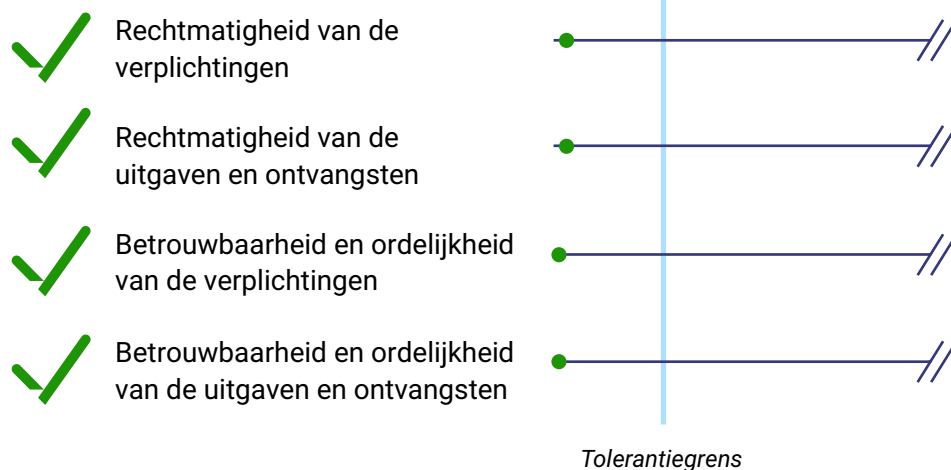 Rechtmatigheid van de
verplichtingen
Rechtmatigheid van de
uitgaven en ontvangsten
Betrouwbaarheid en ordelijkheid
van de verplichtingen
Betrouwbaarheid en ordelijkheid
van de uitgaven en ontvangsten
Tolerantiegrens